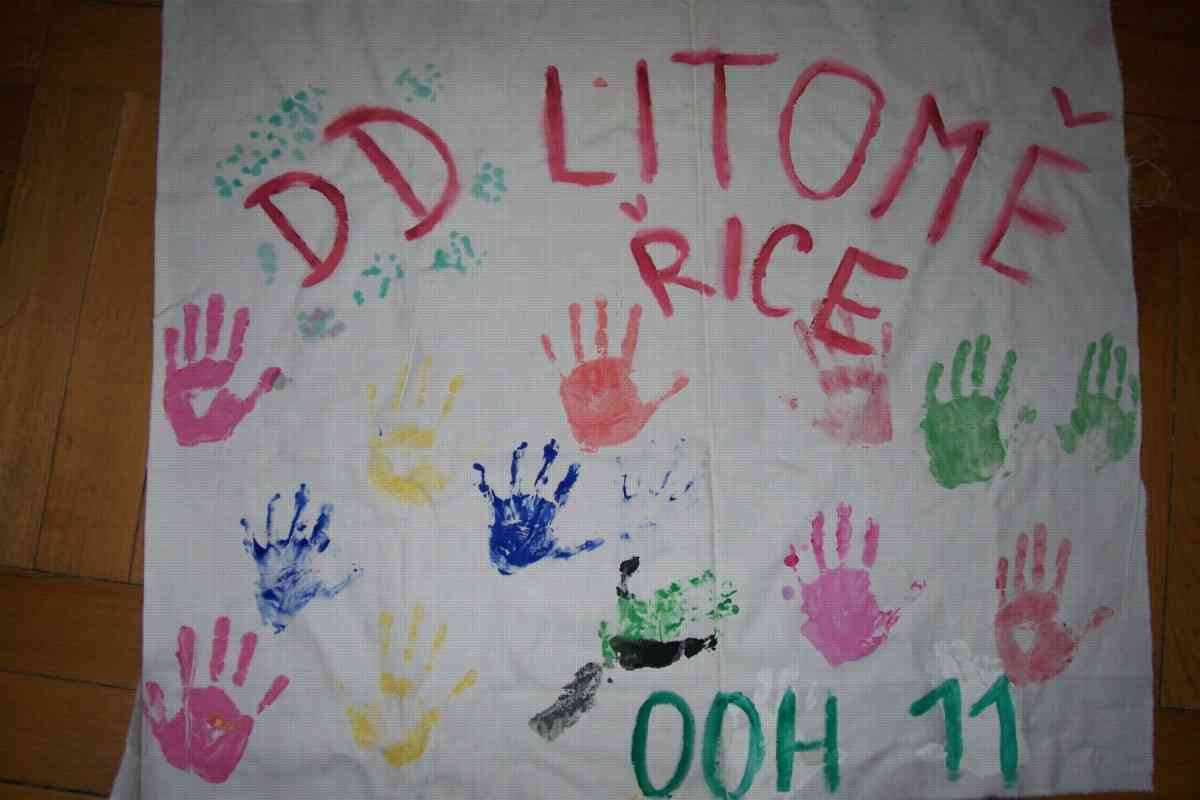 DD LITOMĚ
ŘICE
OOH 11